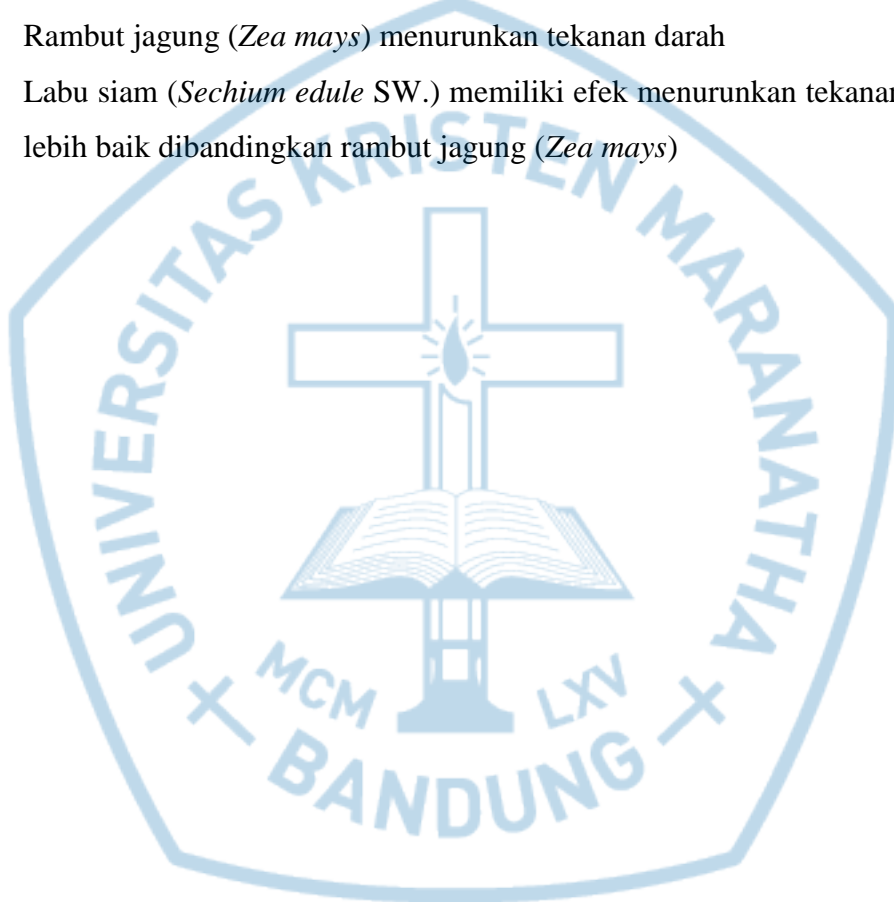 Rambut jagung (Zea mays) menurunkan tekanan darah
Labu siam (Sechium edule SW.) memiliki efek menurunkan tekanan
lebih baik dibandingkan rambut jagung (Zea mays)
UNIVERSITAS KRISTEN MARANATHA
MCM LXV
BANDUNG